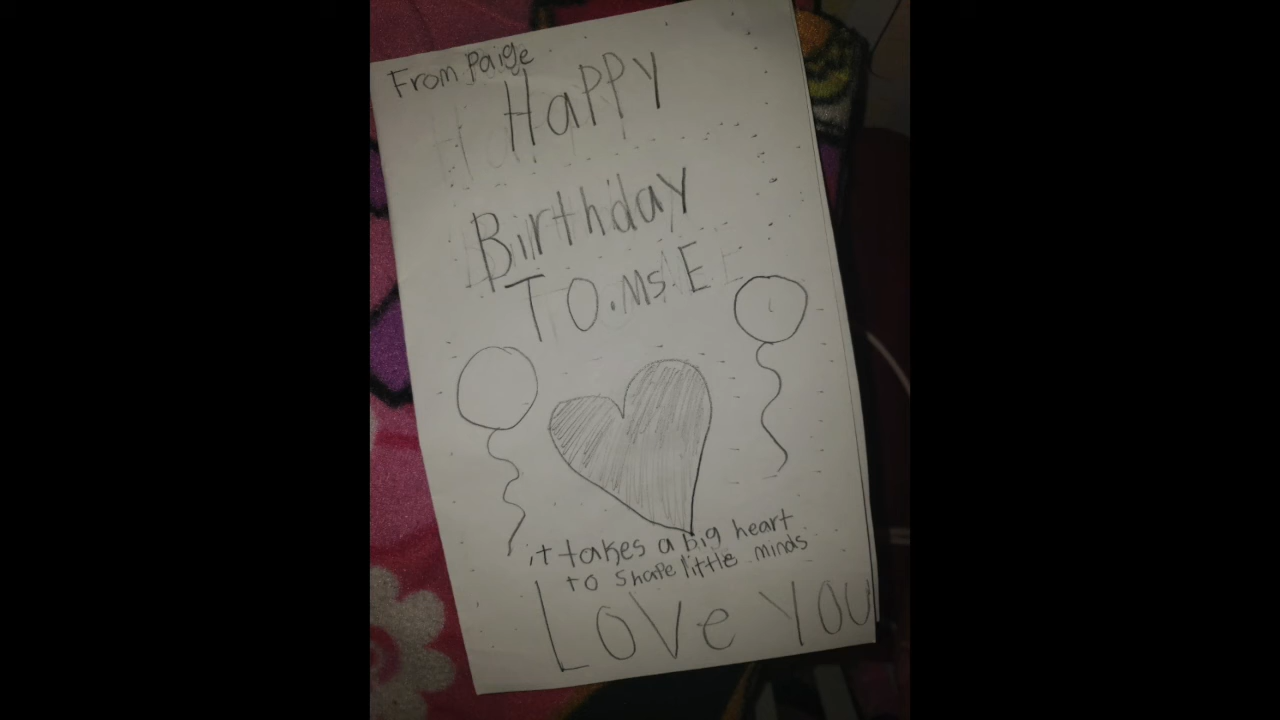 From Paige
Happy
Birthday
TO.Ms.E
it takes a big heart
to shape little minds
Love You